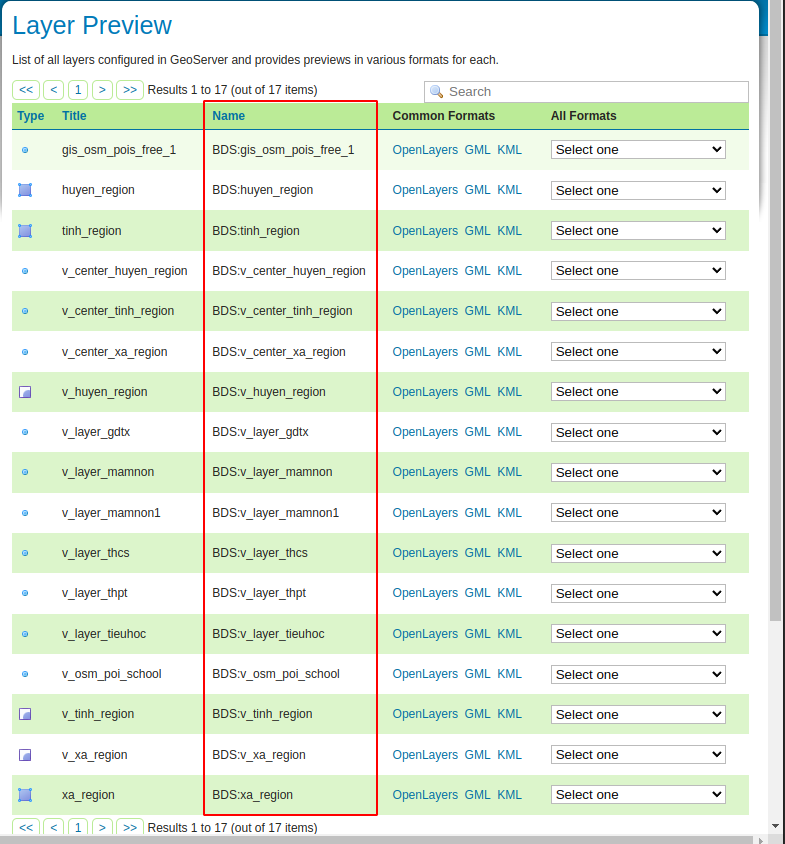 Layer Preview
List of all layers configured in GeoServer and provides previews in various formats for each.
<< < 1 > >> Results 1 to 17 (out of 17 items) Search
Type Title Name Common Formats All Formats
gis_osm_pois_free_1 BDS:gis_osm_pois_free_1 OpenLayers GML KML Select one
huyen_region BDS:huyen_region OpenLayers GML KML Select one
tinh_region BDS:tinh_region OpenLayers GML KML Select one
v_center_huyen_region BDS:v_center_huyen_region OpenLayers GML KML Select one
v_center_tinh_region BDS:v_center_tinh_region OpenLayers GML KML Select one
v_center_xa_region BDS:v_center_xa_region OpenLayers GML KML Select one
v_huyen_region BDS:v_huyen_region OpenLayers GML KML Select one
v_layer_gdtx BDS:v_layer_gdtx OpenLayers GML KML Select one
v_layer_mamnon BDS:v_layer_mamnon OpenLayers GML KML Select one
v_layer_mamnon1 BDS:v_layer_mamnon1 OpenLayers GML KML Select one
v_layer_thcs BDS:v_layer_thcs OpenLayers GML KML Select one
v_layer_thpt BDS:v_layer_thpt OpenLayers GML KML Select one
v_layer_tieuhoc BDS:v_layer_tieuhoc OpenLayers GML KML Select one
v_osm_poi_school BDS:v_osm_poi_school OpenLayers GML KML Select one
v_tinh_region BDS:v_tinh_region OpenLayers GML KML Select one
v_xa_region BDS:v_xa_region OpenLayers GML KML Select one
xa_region BDS:xa_region OpenLayers GML KML Select one
<< < 1 > >> Results 1 to 17 (out of 17 items)